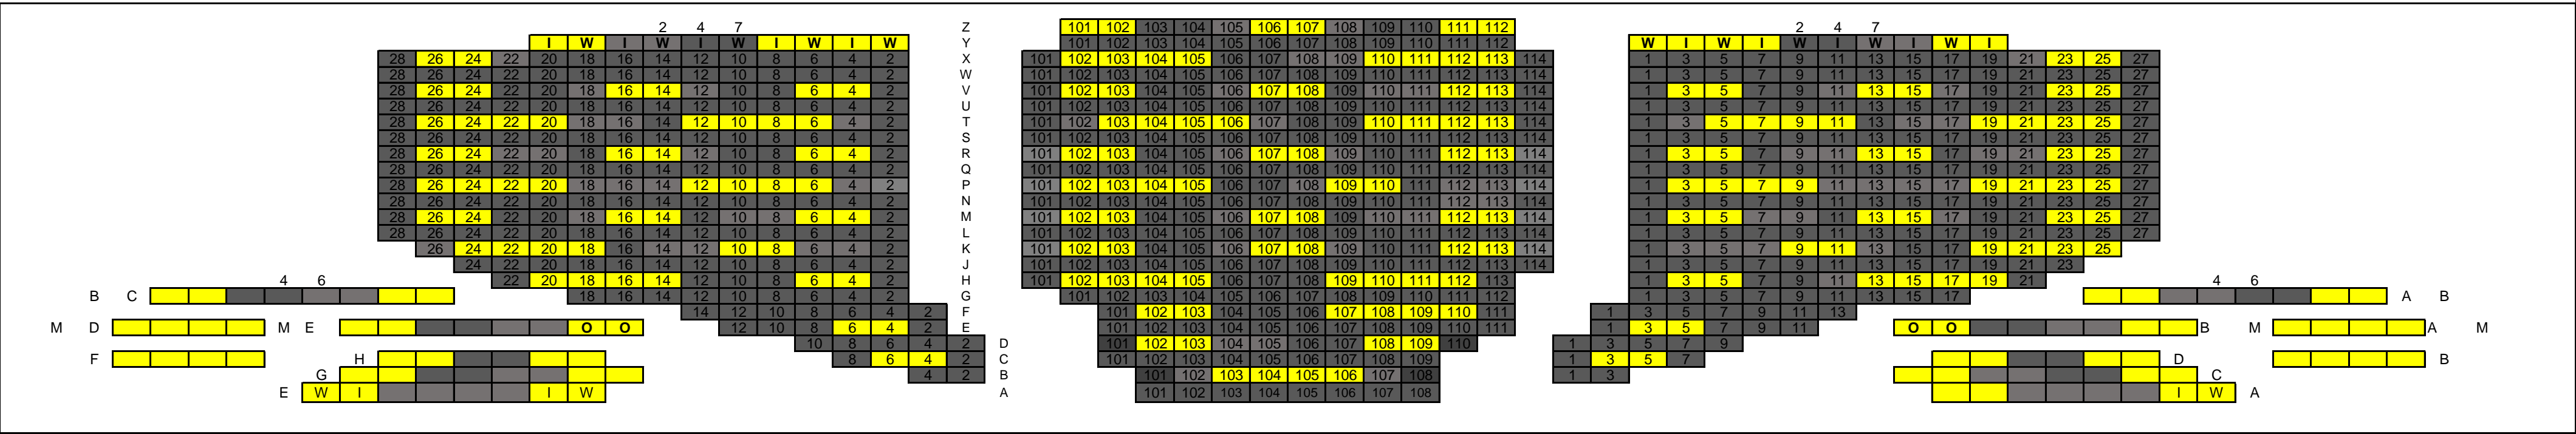 2 4 7 Z 101 102 103 104 105 106 107 108 109 110 111 112 2 4 7
I W I W I W I W I W Y 101 102 103 104 105 106 107 108 109 110 111 112 W I W I W I W I W I
28 26 24 22 20 18 16 14 12 10 8 6 4 2 X 101 102 103 104 105 106 107 108 109 110 111 112 113 114 1 3 5 7 9 11 13 15 17 19 21 23 25 27
28 26 24 22 20 18 16 14 12 10 8 6 4 2 W 101 102 103 104 105 106 107 108 109 110 111 112 113 114 1 3 5 7 9 11 13 15 17 19 21 23 25 27
28 26 24 22 20 18 16 14 12 10 8 6 4 2 V 101 102 103 104 105 106 107 108 109 110 111 112 113 114 1 3 5 7 9 11 13 15 17 19 21 23 25 27
28 26 24 22 20 18 16 14 12 10 8 6 4 2 U 101 102 103 104 105 106 107 108 109 110 111 112 113 114 1 3 5 7 9 11 13 15 17 19 21 23 25 27
28 26 24 22 20 18 16 14 12 10 8 6 4 2 T 101 102 103 104 105 106 107 108 109 110 111 112 113 114 1 3 5 7 9 11 13 15 17 19 21 23 25 27
28 26 24 22 20 18 16 14 12 10 8 6 4 2 S 101 102 103 104 105 106 107 108 109 110 111 112 113 114 1 3 5 7 9 11 13 15 17 19 21 23 25 27
28 26 24 22 20 18 16 14 12 10 8 6 4 2 R 101 102 103 104 105 106 107 108 109 110 111 112 113 114 1 3 5 7 9 11 13 15 17 19 21 23 25 27
28 26 24 22 20 18 16 14 12 10 8 6 4 2 Q 101 102 103 104 105 106 107 108 109 110 111 112 113 114 1 3 5 7 9 11 13 15 17 19 21 23 25 27
28 26 24 22 20 18 16 14 12 10 8 6 4 2 P 101 102 103 104 105 106 107 108 109 110 111 112 113 114 1 3 5 7 9 11 13 15 17 19 21 23 25 27
28 26 24 22 20 18 16 14 12 10 8 6 4 2 N 101 102 103 104 105 106 107 108 109 110 111 112 113 114 1 3 5 7 9 11 13 15 17 19 21 23 25 27
28 26 24 22 20 18 16 14 12 10 8 6 4 2 M 101 102 103 104 105 106 107 108 109 110 111 112 113 114 1 3 5 7 9 11 13 15 17 19 21 23 25 27
28 26 24 22 20 18 16 14 12 10 8 6 4 2 L 101 102 103 104 105 106 107 108 109 110 111 112 113 114 1 3 5 7 9 11 13 15 17 19 21 23 25 27
26 24 22 20 18 16 14 12 10 8 6 4 2 K 101 102 103 104 105 106 107 108 109 110 111 112 113 114 1 3 5 7 9 11 13 15 17 19 21 23 25
24 22 20 18 16 14 12 10 8 6 4 2 J 101 102 103 104 105 106 107 108 109 110 111 112 113 114 1 3 5 7 9 11 13 15 17 19 21 23
4 6 22 20 18 16 14 12 10 8 6 4 2 H 101 102 103 104 105 106 107 108 109 110 111 112 113 1 3 5 7 9 11 13 15 17 19 21 4 6
B C 18 16 14 12 10 8 6 4 2 G 101 102 103 104 105 106 107 108 109 110 111 112 1 3 5 7 9 11 13 15 17 A B
14 12 10 8 6 4 2 F 101 102 103 104 105 106 107 108 109 110 111 1 3 5 7 9 11 13
M D M E O O 12 10 8 6 4 2 E 101 102 103 104 105 106 107 108 109 110 111 1 3 5 7 9 11 O O B M A M
10 8 6 4 2 D 101 102 103 104 105 106 107 108 109 110 1 3 5 7 9
F H 8 6 4 2 C 101 102 103 104 105 106 107 108 109 1 3 5 7 D B
G 4 2 B 101 102 103 104 105 106 107 108 1 3 C
E W I I W A 101 102 103 104 105 106 107 108 I W A